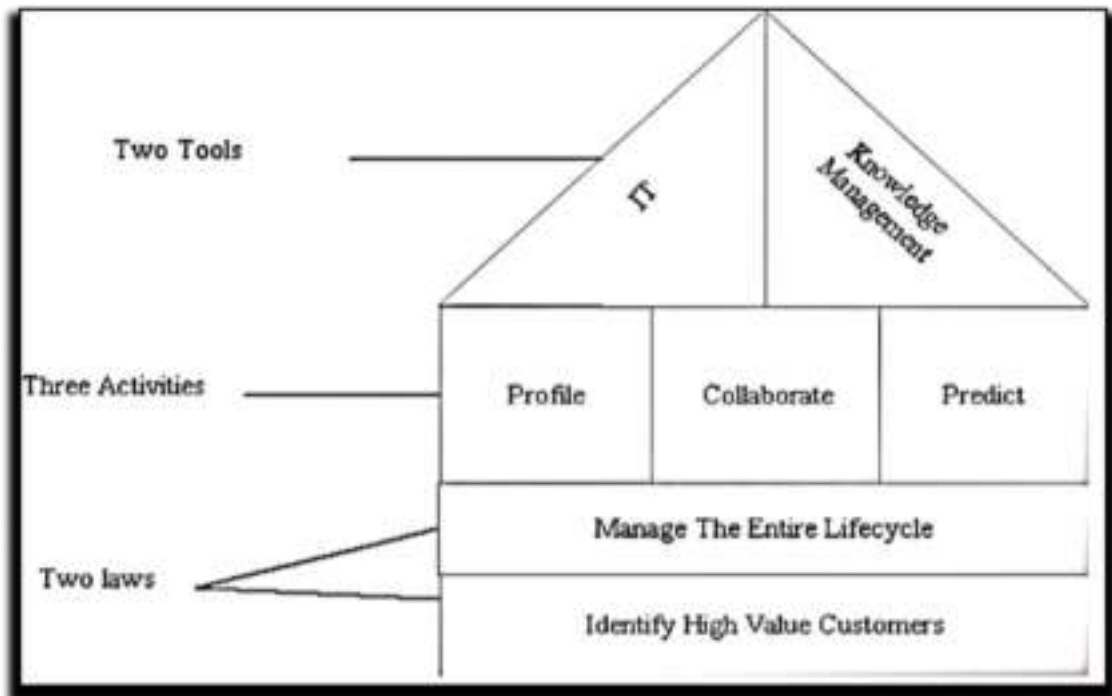 Two Tools
IT
Knowledge
Management
Three Activities
Profile
Collaborate
Predict
Manage The Entire Lifecycle
Two laws
Identify High Value Customers